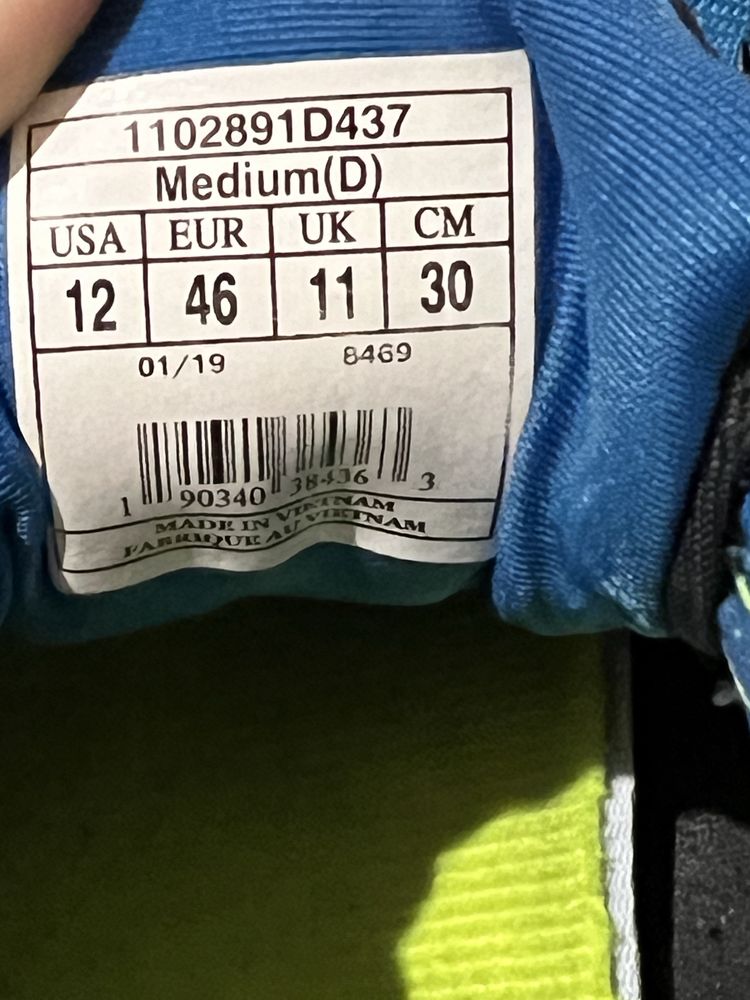 1102891D437
Medium(D)
USA EUR UK CM
12 46 11 30
01/19 8469
1 90340 38436 3
MADE IN VIETNAM
FABRIQUE AU VIETNAM